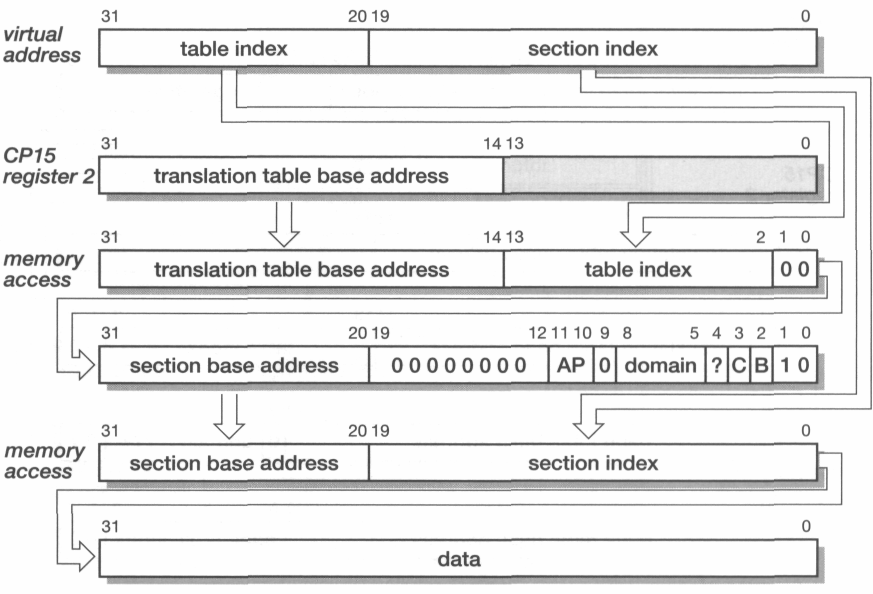 31 20 19 0
virtual address table index section index
31 14 13 0
CP15 register 2 translation table base address
31 14 13 2 1 0
memory access translation table base address table index 0 0
31 20 19 12 11 10 9 8 5 4 3 2 1 0
section base address 0 0 0 0 0 0 0 0 AP 0 domain ? C B 1 0
31 20 19 0
memory access section base address section index
31 0
data